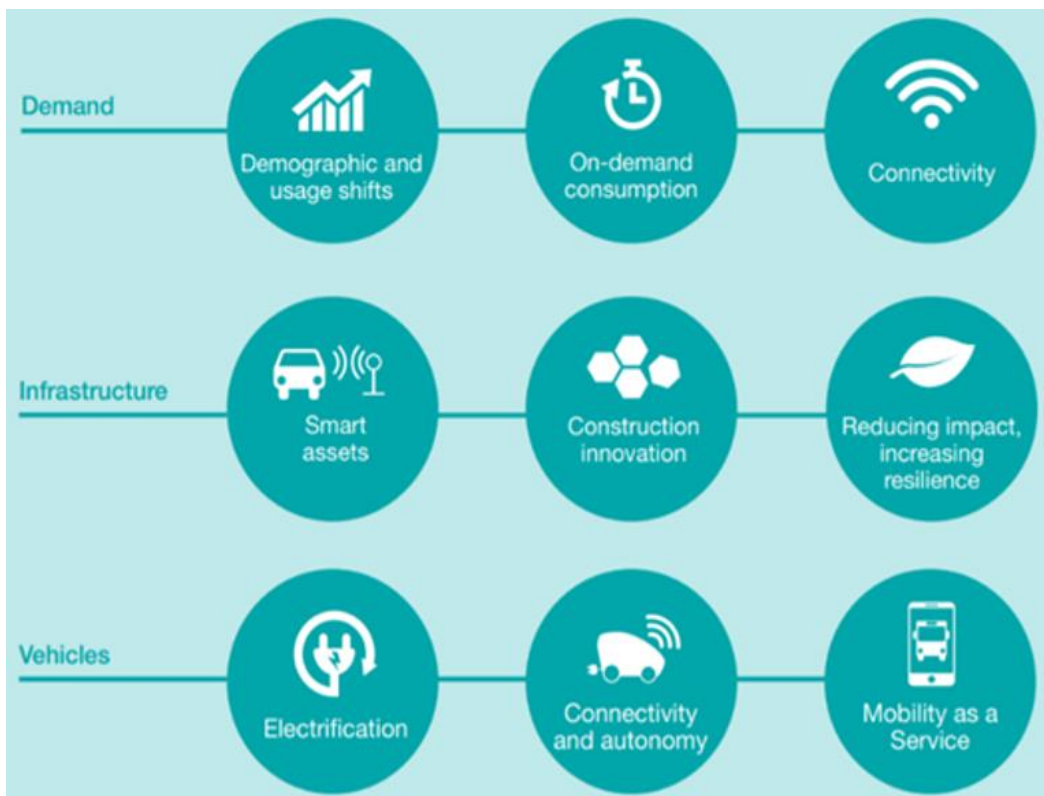 Demand
Demographic and
usage shifts
On-demand
consumption
Connectivity
Infrastructure
Smart
assets
Construction
innovation
Reducing impact,
increasing
resilience
Vehicles
Electrification
Connectivity
and autonomy
Mobility as a
Service